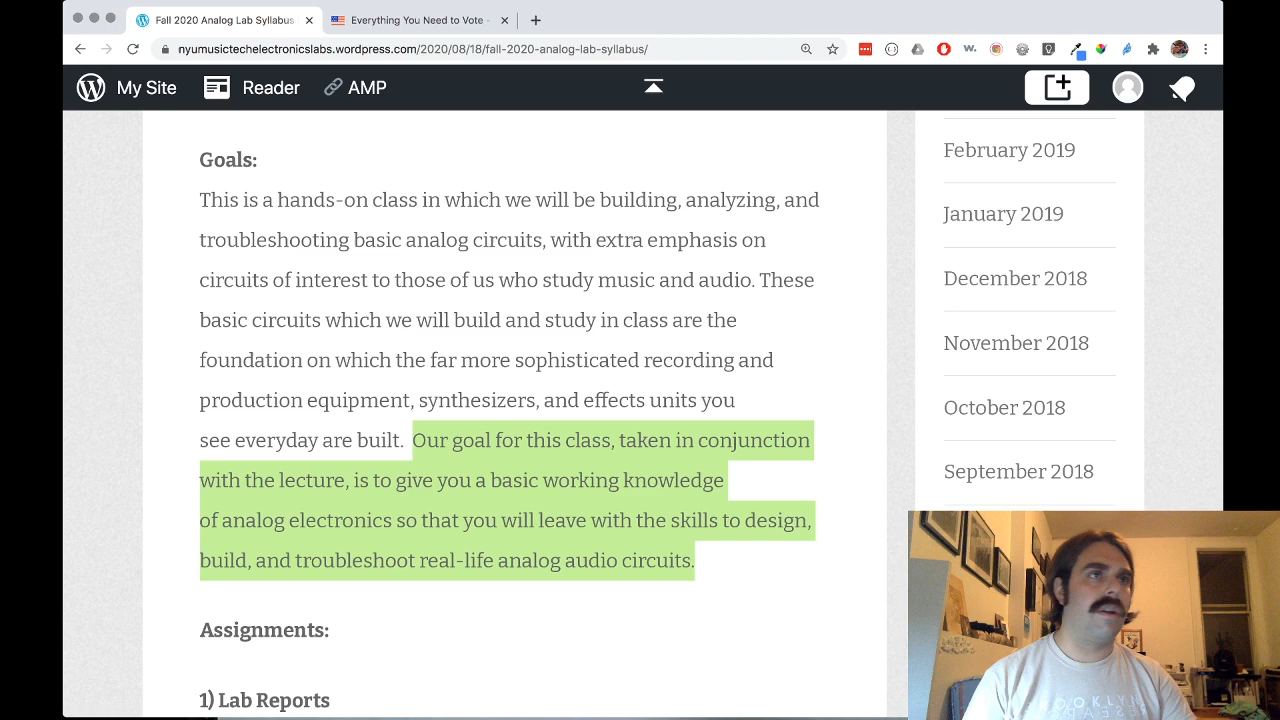 Fall 2020 Analog Lab Syllabus
Everything You Need to Vote -
nyumusictechelectronicslabs.wordpress.com/2020/08/18/fall-2020-analog-lab-syllabus/
My Site
Reader
AMP
Goals:
This is a hands-on class in which we will be building, analyzing, and
troubleshooting basic analog circuits, with extra emphasis on
circuits of interest to those of us who study music and audio. These
basic circuits which we will build and study in class are the
foundation on which the far more sophisticated recording and
production equipment, synthesizers, and effects units you
see everyday are built. Our goal for this class, taken in conjunction
with the lecture, is to give you a basic working knowledge
of analog electronics so that you will leave with the skills to design,
build, and troubleshoot real-life analog audio circuits.
Assignments:
1) Lab Reports
February 2019
January 2019
December 2018
November 2018
October 2018
September 2018